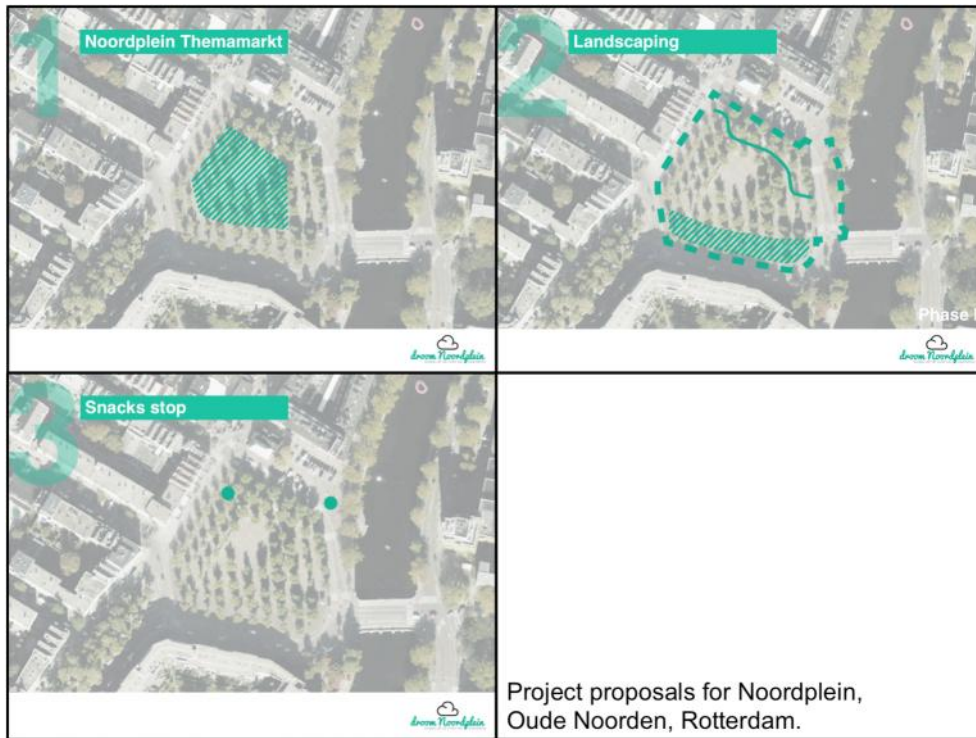 1
Noordplein Themamarkt
droom Noordplein
2
Landscaping
Phase
droom Noordplein
3
Snacks stop
droom Noordplein
Project proposals for Noordplein,
Oude Noorden, Rotterdam.